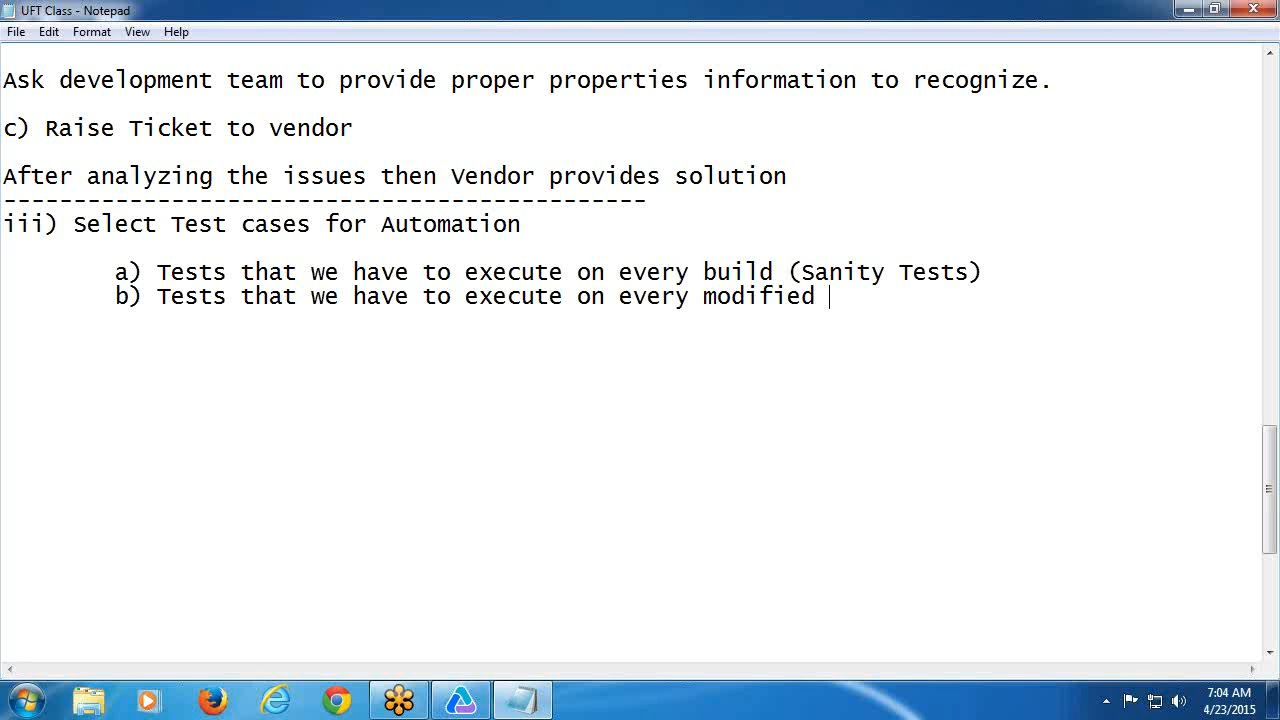 UFT Class - Notepad
File Edit Format View Help
Ask development team to provide proper properties information to recognize.
c) Raise Ticket to vendor
After analyzing the issues then Vendor provides solution
----------------------------------------------
iii) Select Test cases for Automation
a) Tests that we have to execute on every build (Sanity Tests)
b) Tests that we have to execute on every modified
7:04 AM
4/23/2015